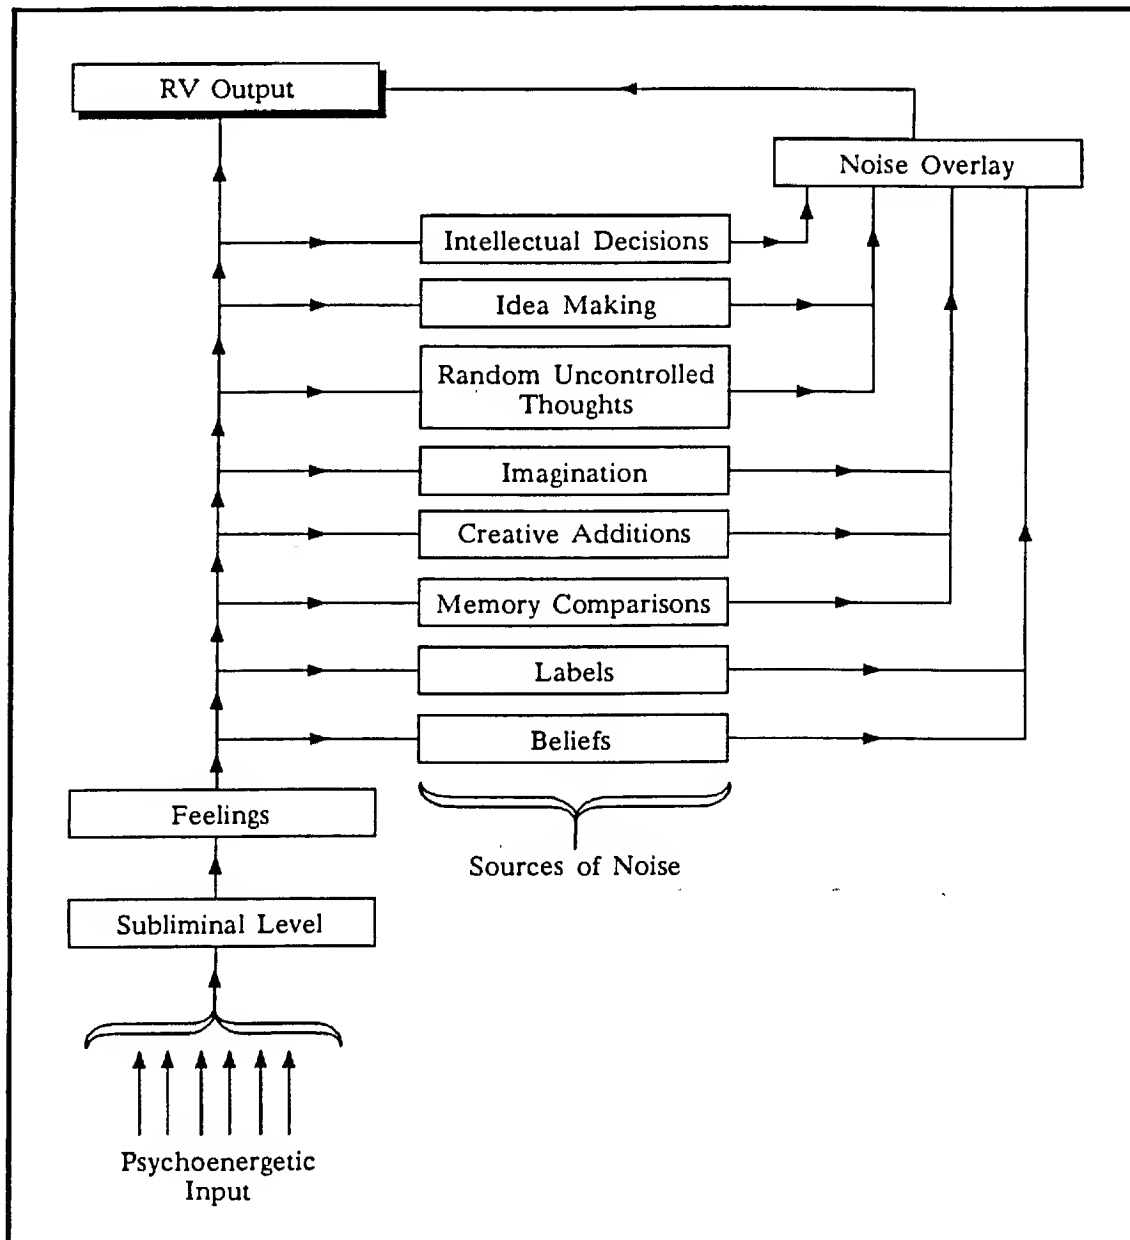 RV Output
Noise Overlay
Intellectual Decisions
Idea Making
Random Uncontrolled
Thoughts
Imagination
Creative Additions
Memory Comparisons
Labels
Beliefs
Feelings
Sources of Noise
Subliminal Level
Psychoenergetic
Input